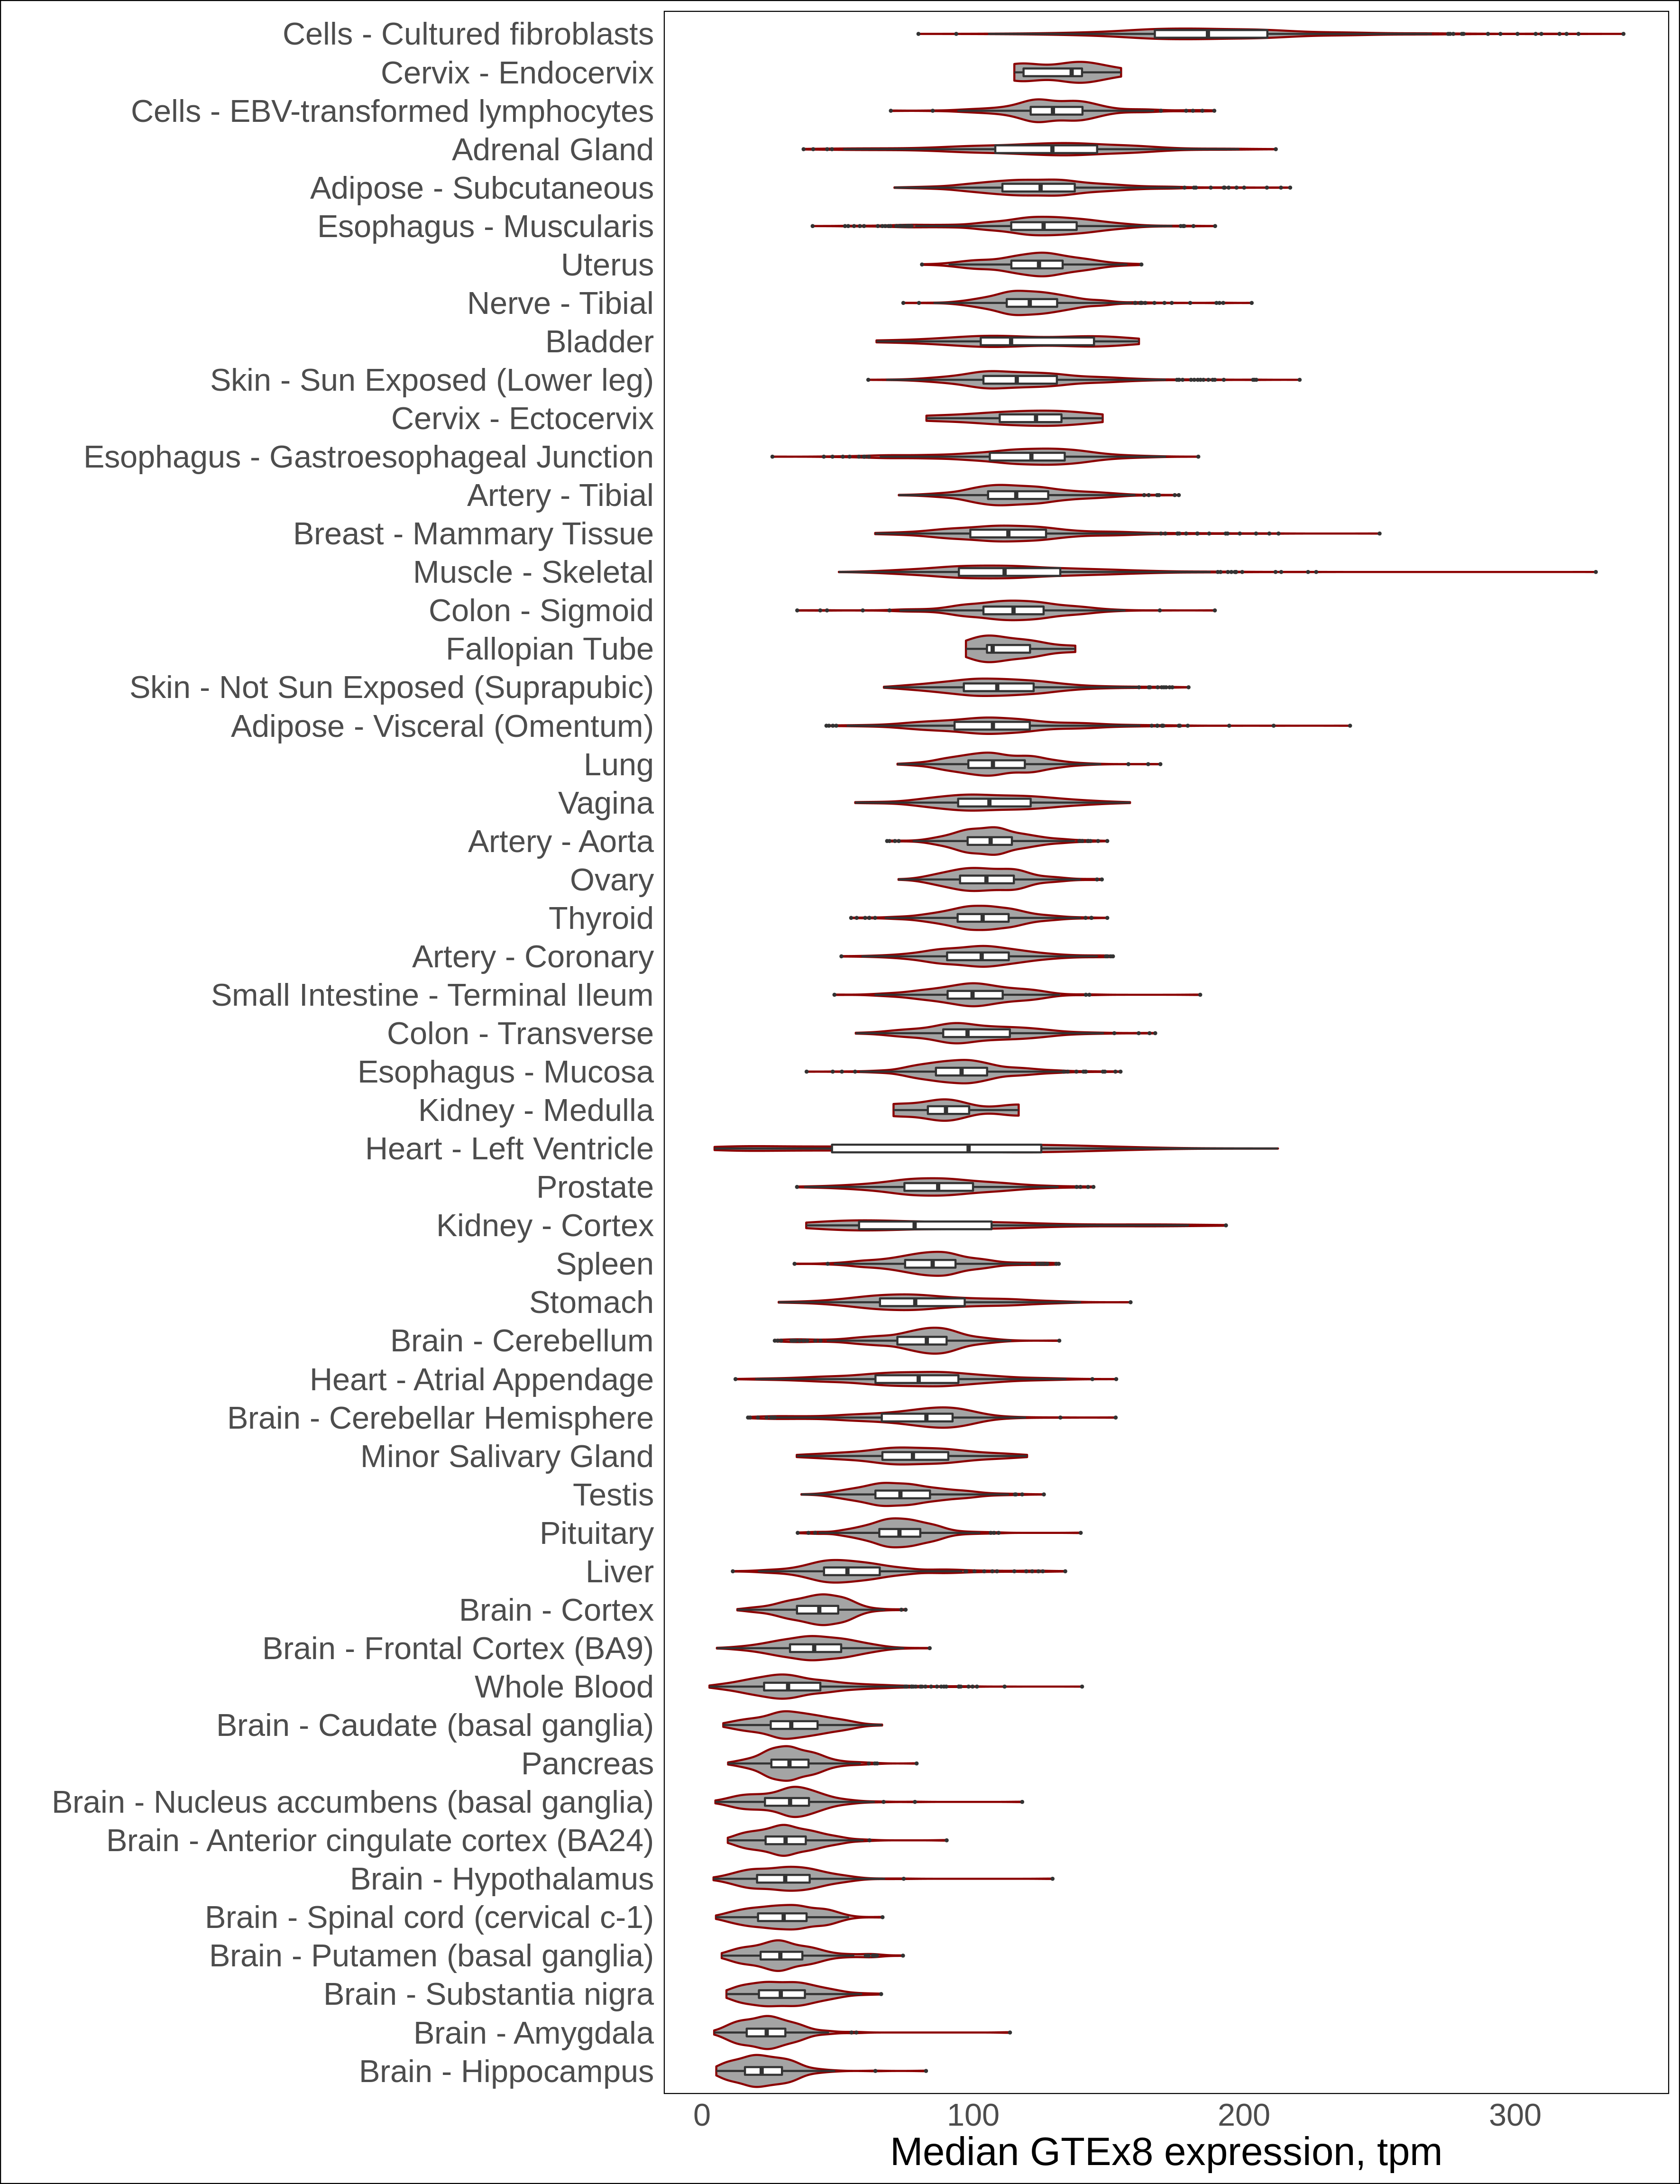 Cells - Cultured fibroblasts
Cervix - Endocervix
Cells - EBV-transformed lymphocytes
Adrenal Gland
Adipose - Subcutaneous
Esophagus - Muscularis
Uterus
Nerve - Tibial
Bladder
Skin - Sun Exposed (Lower leg)
Cervix - Ectocervix
Esophagus - Gastroesophageal Junction
Artery - Tibial
Breast - Mammary Tissue
Muscle - Skeletal
Colon - Sigmoid
Fallopian Tube
Skin - Not Sun Exposed (Suprapubic)
Adipose - Visceral (Omentum)
Lung
Vagina
Artery - Aorta
Ovary
Thyroid
Artery - Coronary
Small Intestine - Terminal Ileum
Colon - Transverse
Esophagus - Mucosa
Kidney - Medulla
Heart - Left Ventricle
Prostate
Kidney - Cortex
Spleen
Stomach
Brain - Cerebellum
Heart - Atrial Appendage
Brain - Cerebellar Hemisphere
Minor Salivary Gland
Testis
Pituitary
Liver
Brain - Cortex
Brain - Frontal Cortex (BA9)
Whole Blood
Brain - Caudate (basal ganglia)
Pancreas
Brain - Nucleus accumbens (basal ganglia)
Brain - Anterior cingulate cortex (BA24)
Brain - Hypothalamus
Brain - Spinal cord (cervical c-1)
Brain - Putamen (basal ganglia)
Brain - Substantia nigra
Brain - Amygdala
Brain - Hippocampus
0 100 200 300
Median GTEx8 expression, tpm